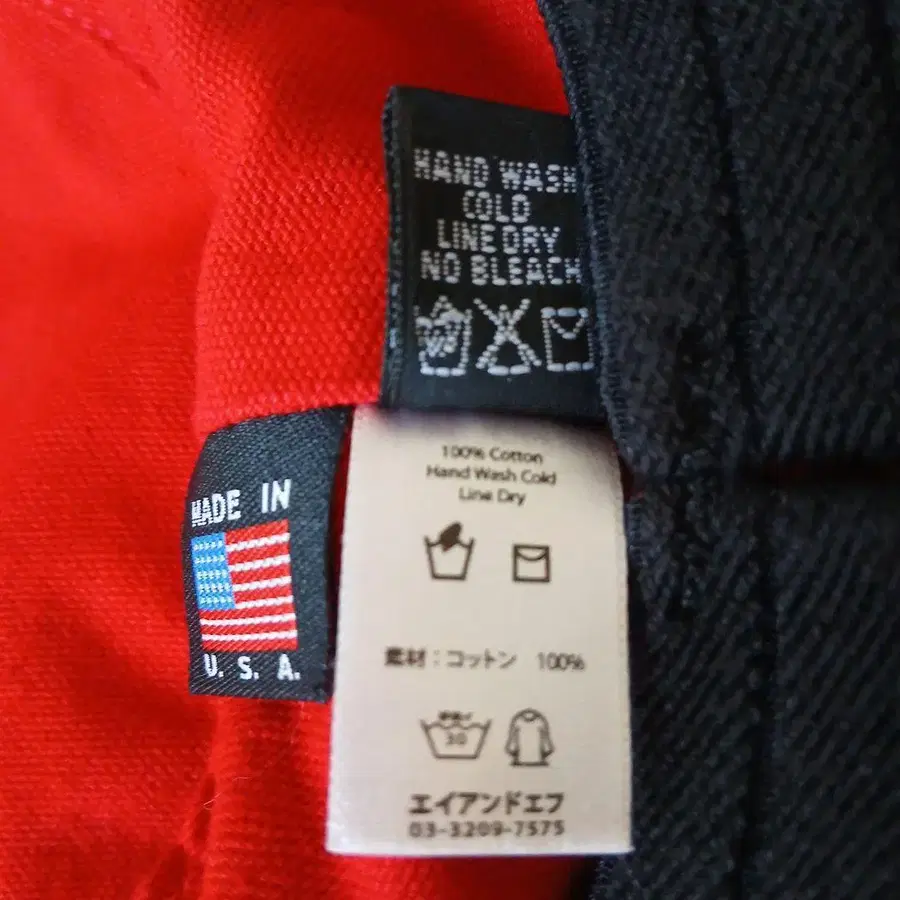 HAND WASH
COLD
LINE DRY
NO BLEACH
MADE IN
U. S. A.
100% Cotton
Hand Wash Cold
Line Dry
素材：コットン 100%
30
エイアンドエフ
03-3209-7575